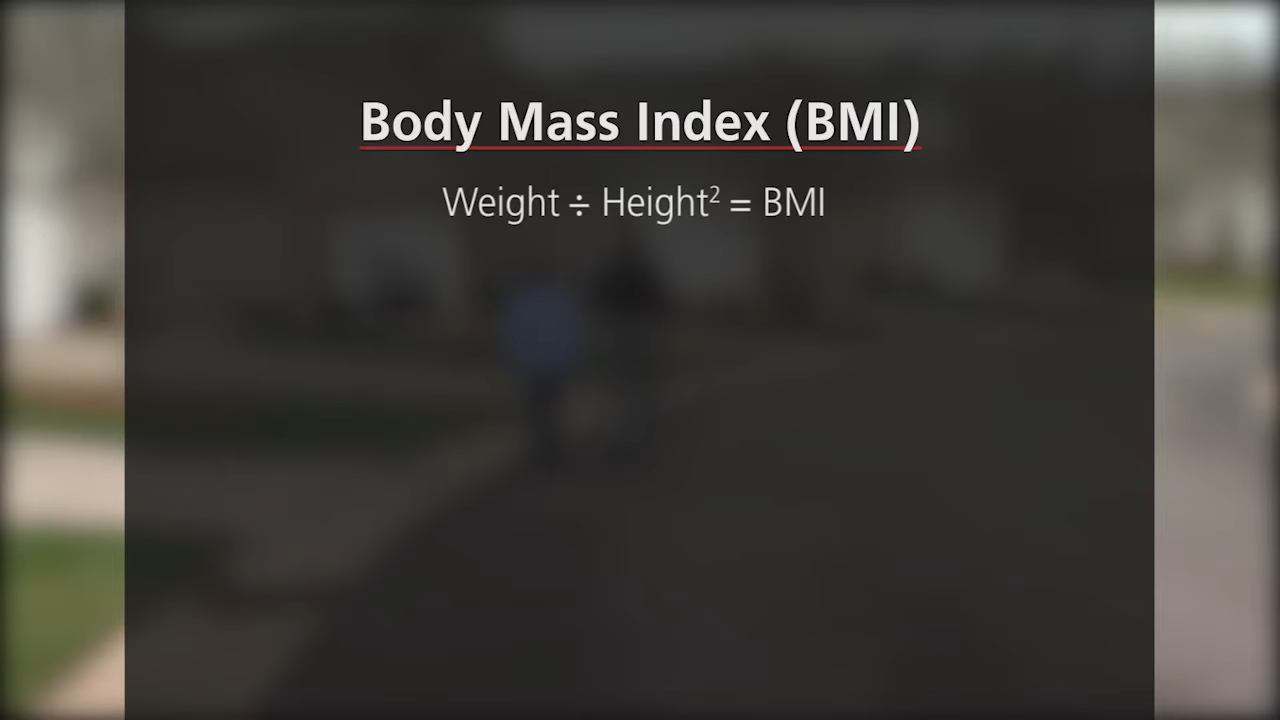 Body Mass Index (BMI)
Weight ÷ Height² = BMI